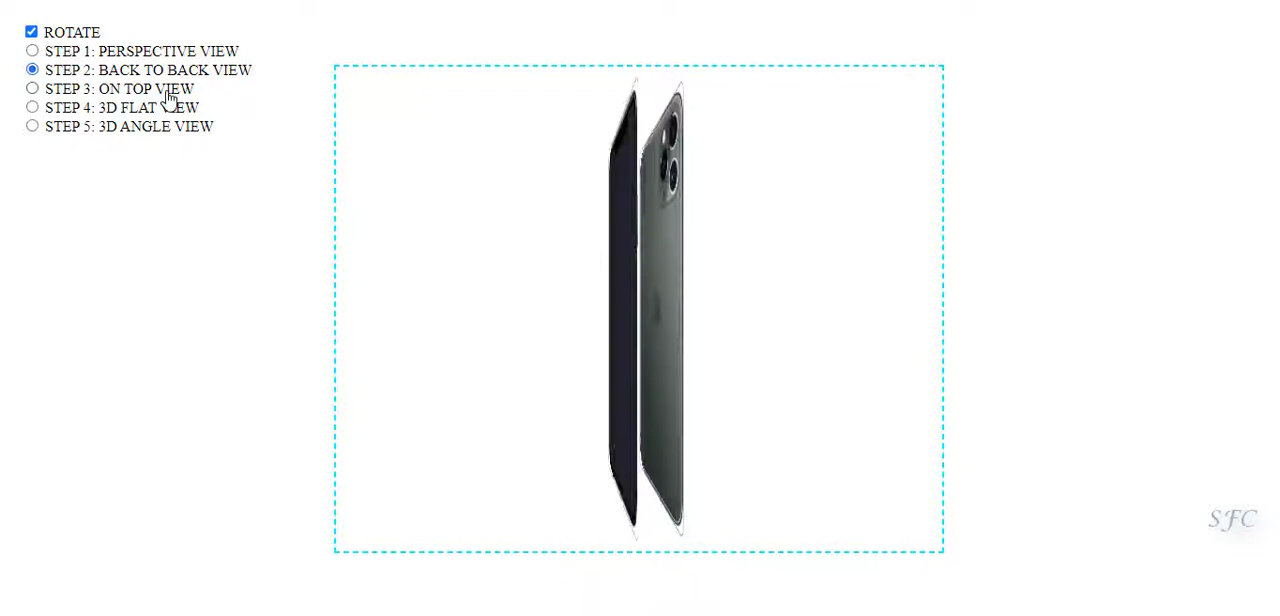 ROTATE
STEP 1: PERSPECTIVE VIEW
STEP 2: BACK TO BACK VIEW
STEP 3: ON TOP VIEW
STEP 4: 3D FLAT VIEW
STEP 5: 3D ANGLE VIEW
SFC